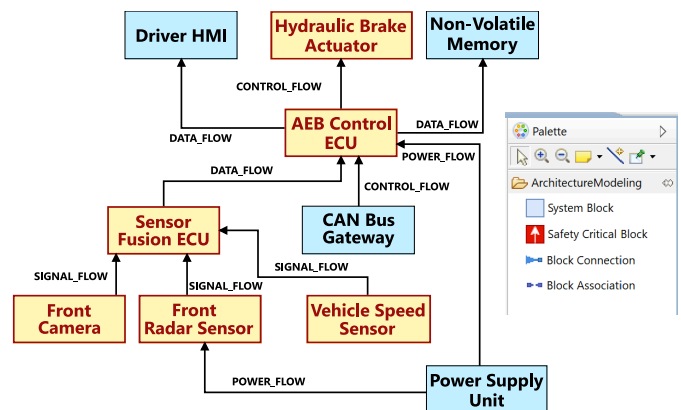 Driver HMI
Hydraulic Brake
Actuator
Non-Volatile
Memory
CONTROL_FLOW
DATA_FLOW
AEB Control
ECU
DATA_FLOW
POWER_FLOW
DATA_FLOW
CONTROL_FLOW
Sensor
Fusion ECU
CAN Bus
Gateway
SIGNAL_FLOW
SIGNAL_FLOW
SIGNAL_FLOW
Front
Camera
Front
Radar Sensor
Vehicle Speed
Sensor
POWER_FLOW
Power Supply
Unit
Palette
ArchitectureModeling
System Block
Safety Critical Block
Block Connection
Block Association